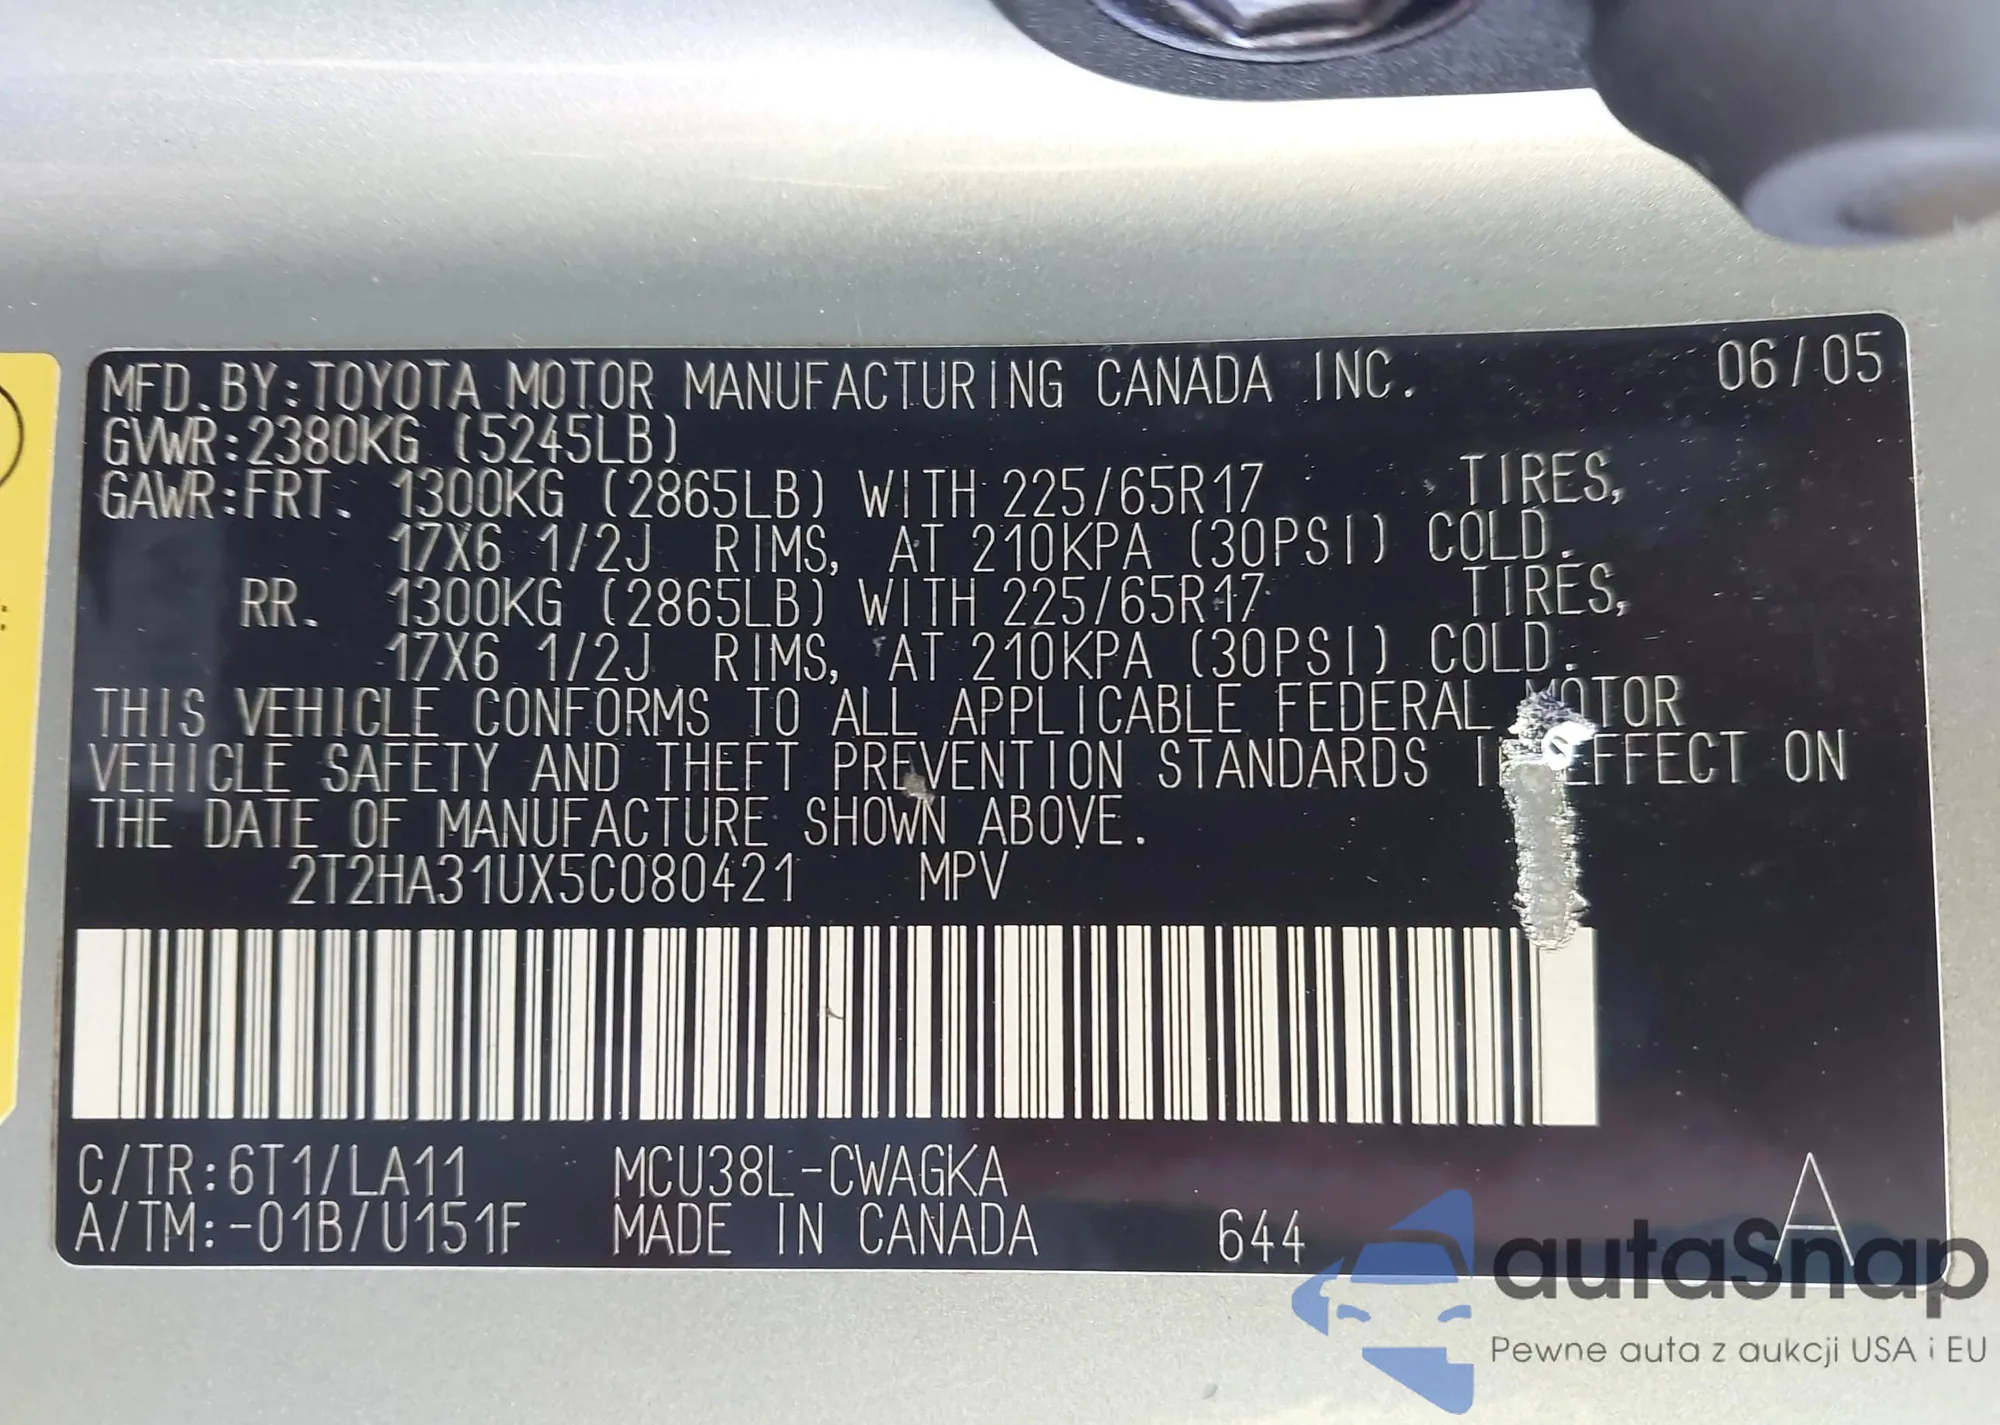 MFD. BY: TOYOTA MOTOR MANUFACTURING CANADA INC. 06/05
GVWR: 2380KG (5245LB)
GAWR: FRT. 1300KG (2865LB) WITH 225/65R17 TIRES,
17X6 1/2J RIMS, AT 210KPA (30PSI) COLD.
RR. 1300KG (2865LB) WITH 225/65R17 TIRES,
17X6 1/2J RIMS, AT 210KPA (30PSI) COLD.
THIS VEHICLE CONFORMS TO ALL APPLICABLE FEDERAL MOTOR
VEHICLE SAFETY AND THEFT PREVENTION STANDARDS IN EFFECT ON
THE DATE OF MANUFACTURE SHOWN ABOVE.
2T2HA31UX5C080421 MPV
C/TR: 6T1/LA11 MCU38L-CWAGKA
A/TM: -01B/U151F MADE IN CANADA 644 A
autaSnap
Pewne auta z aukcji USA i EU